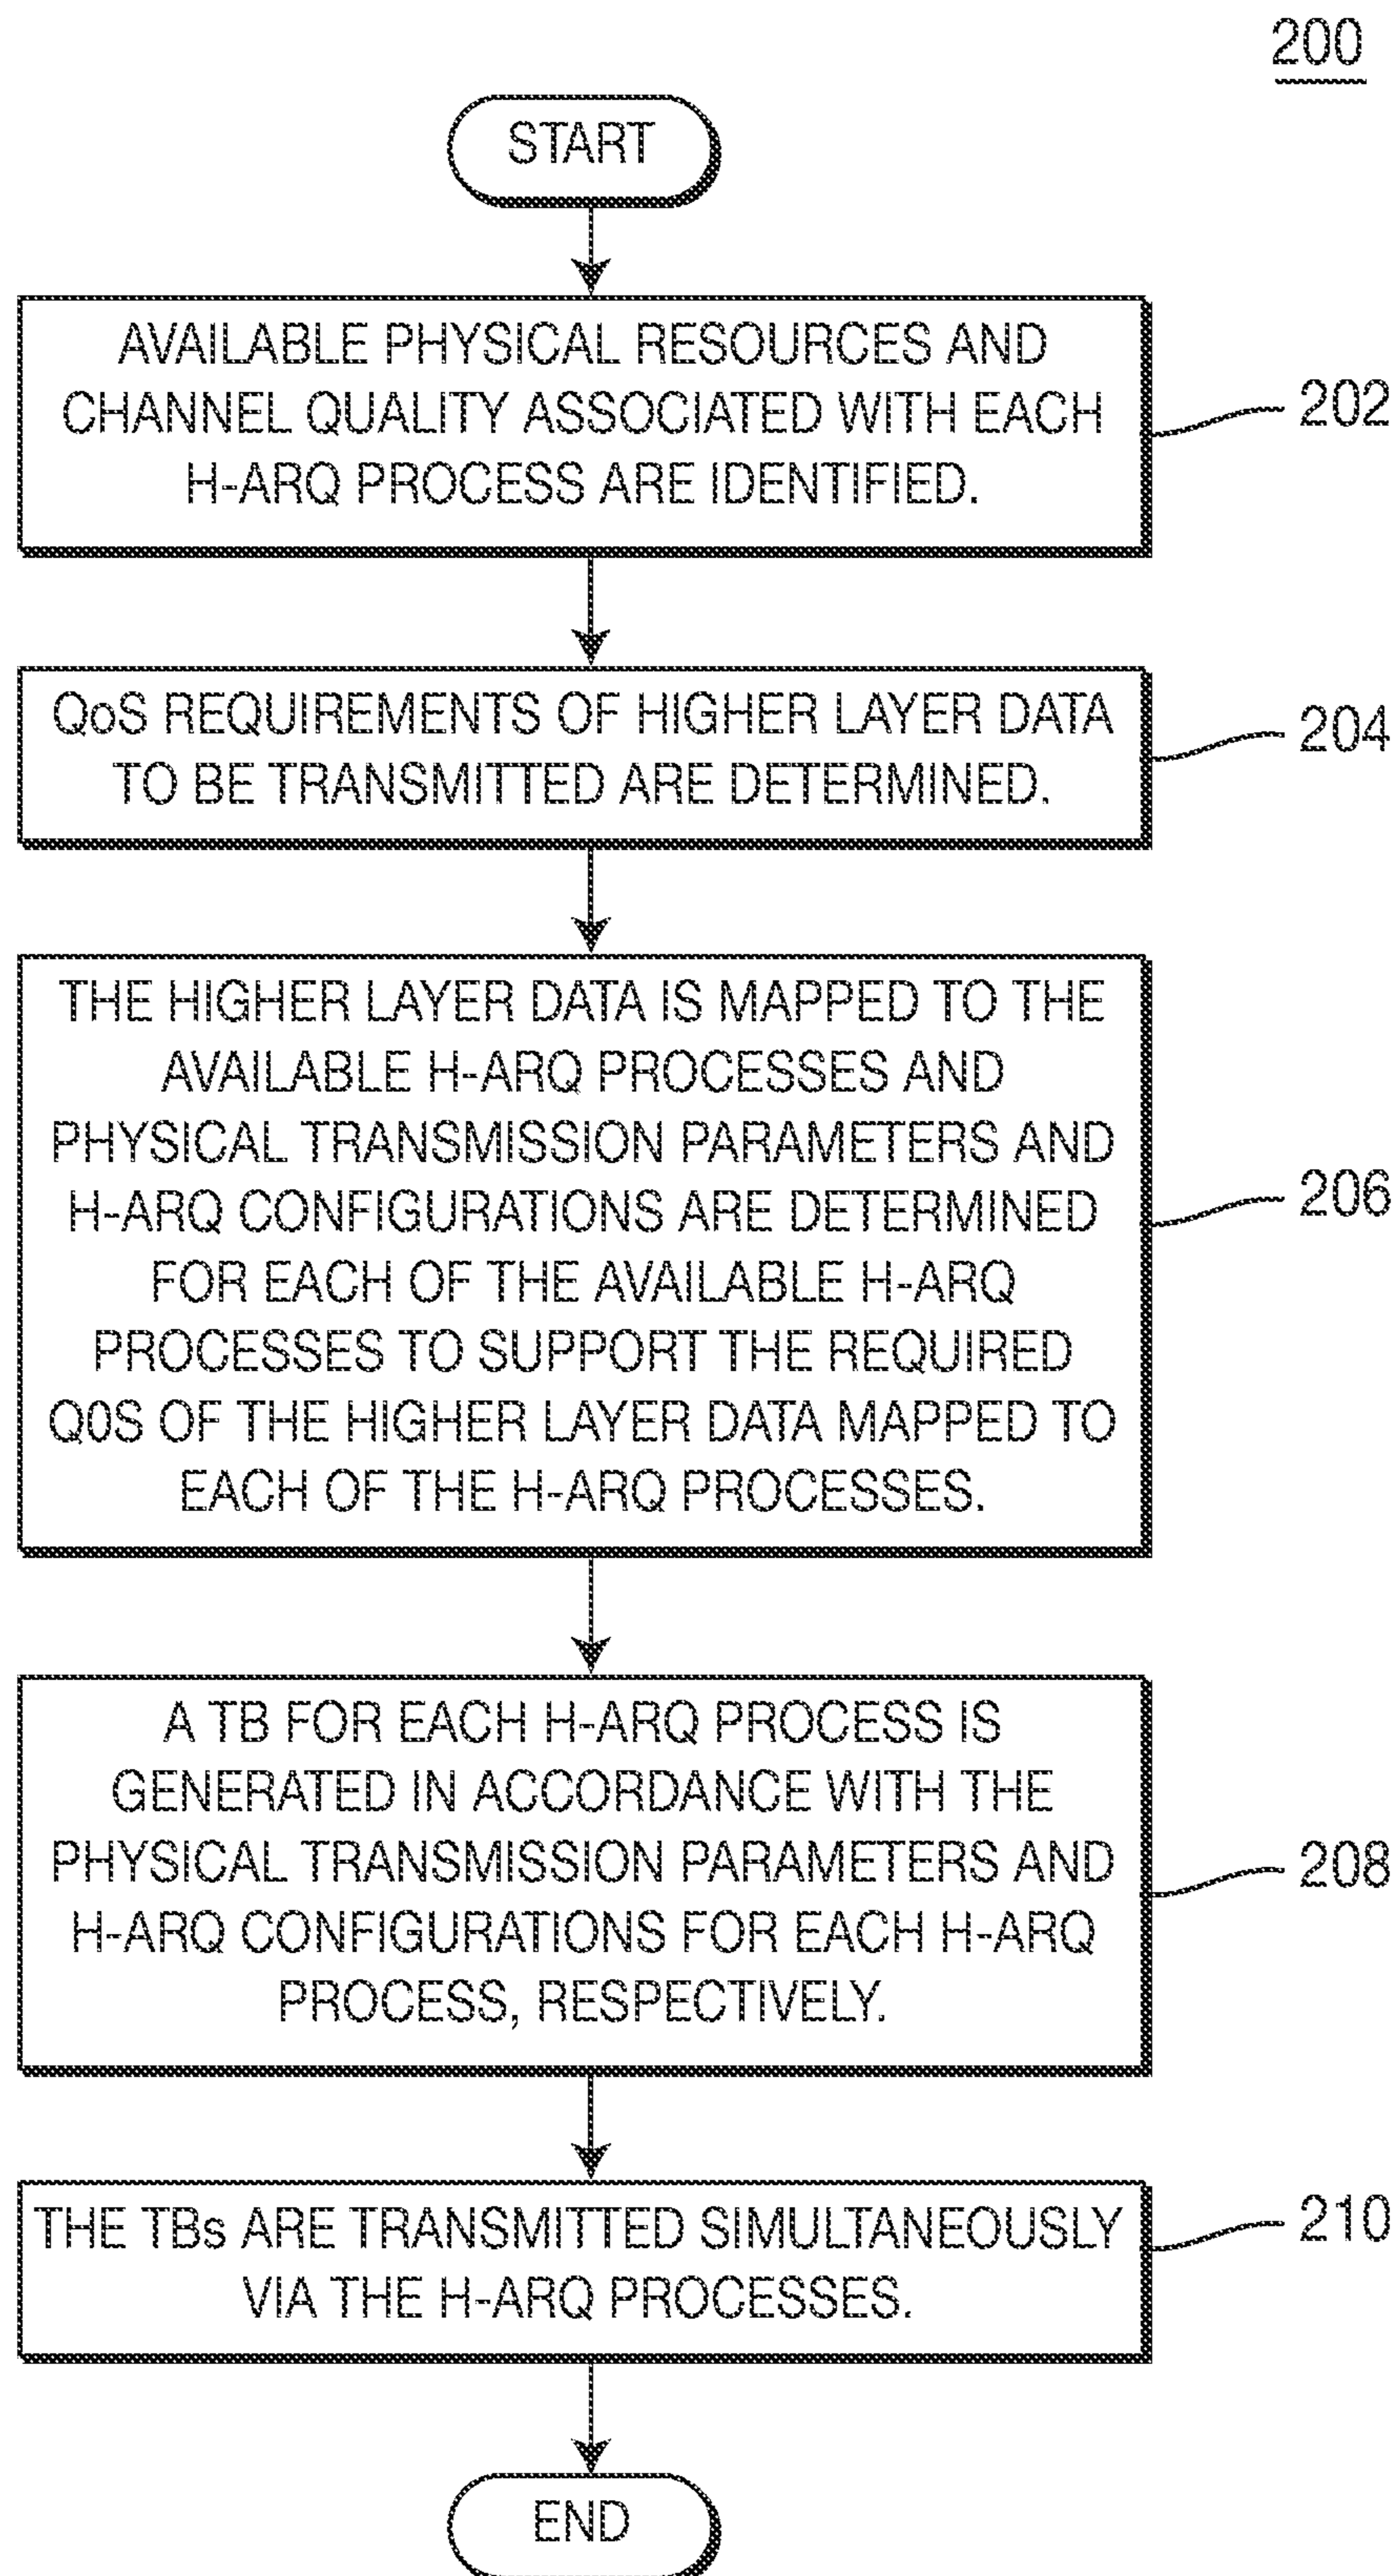 200
START
AVAILABLE PHYSICAL RESOURCES AND
CHANNEL QUALITY ASSOCIATED WITH EACH
H-ARQ PROCESS ARE IDENTIFIED.
202
QoS REQUIREMENTS OF HIGHER LAYER DATA
TO BE TRANSMITTED ARE DETERMINED.
204
THE HIGHER LAYER DATA IS MAPPED TO THE
AVAILABLE H-ARQ PROCESSES AND
PHYSICAL TRANSMISSION PARAMETERS AND
H-ARQ CONFIGURATIONS ARE DETERMINED
FOR EACH OF THE AVAILABLE H-ARQ
PROCESSES TO SUPPORT THE REQUIRED
Q0S OF THE HIGHER LAYER DATA MAPPED TO
EACH OF THE H-ARQ PROCESSES.
206
A TB FOR EACH H-ARQ PROCESS IS
GENERATED IN ACCORDANCE WITH THE
PHYSICAL TRANSMISSION PARAMETERS AND
H-ARQ CONFIGURATIONS FOR EACH H-ARQ
PROCESS, RESPECTIVELY.
208
THE TBs ARE TRANSMITTED SIMULTANEOUSLY
VIA THE H-ARQ PROCESSES.
210
END